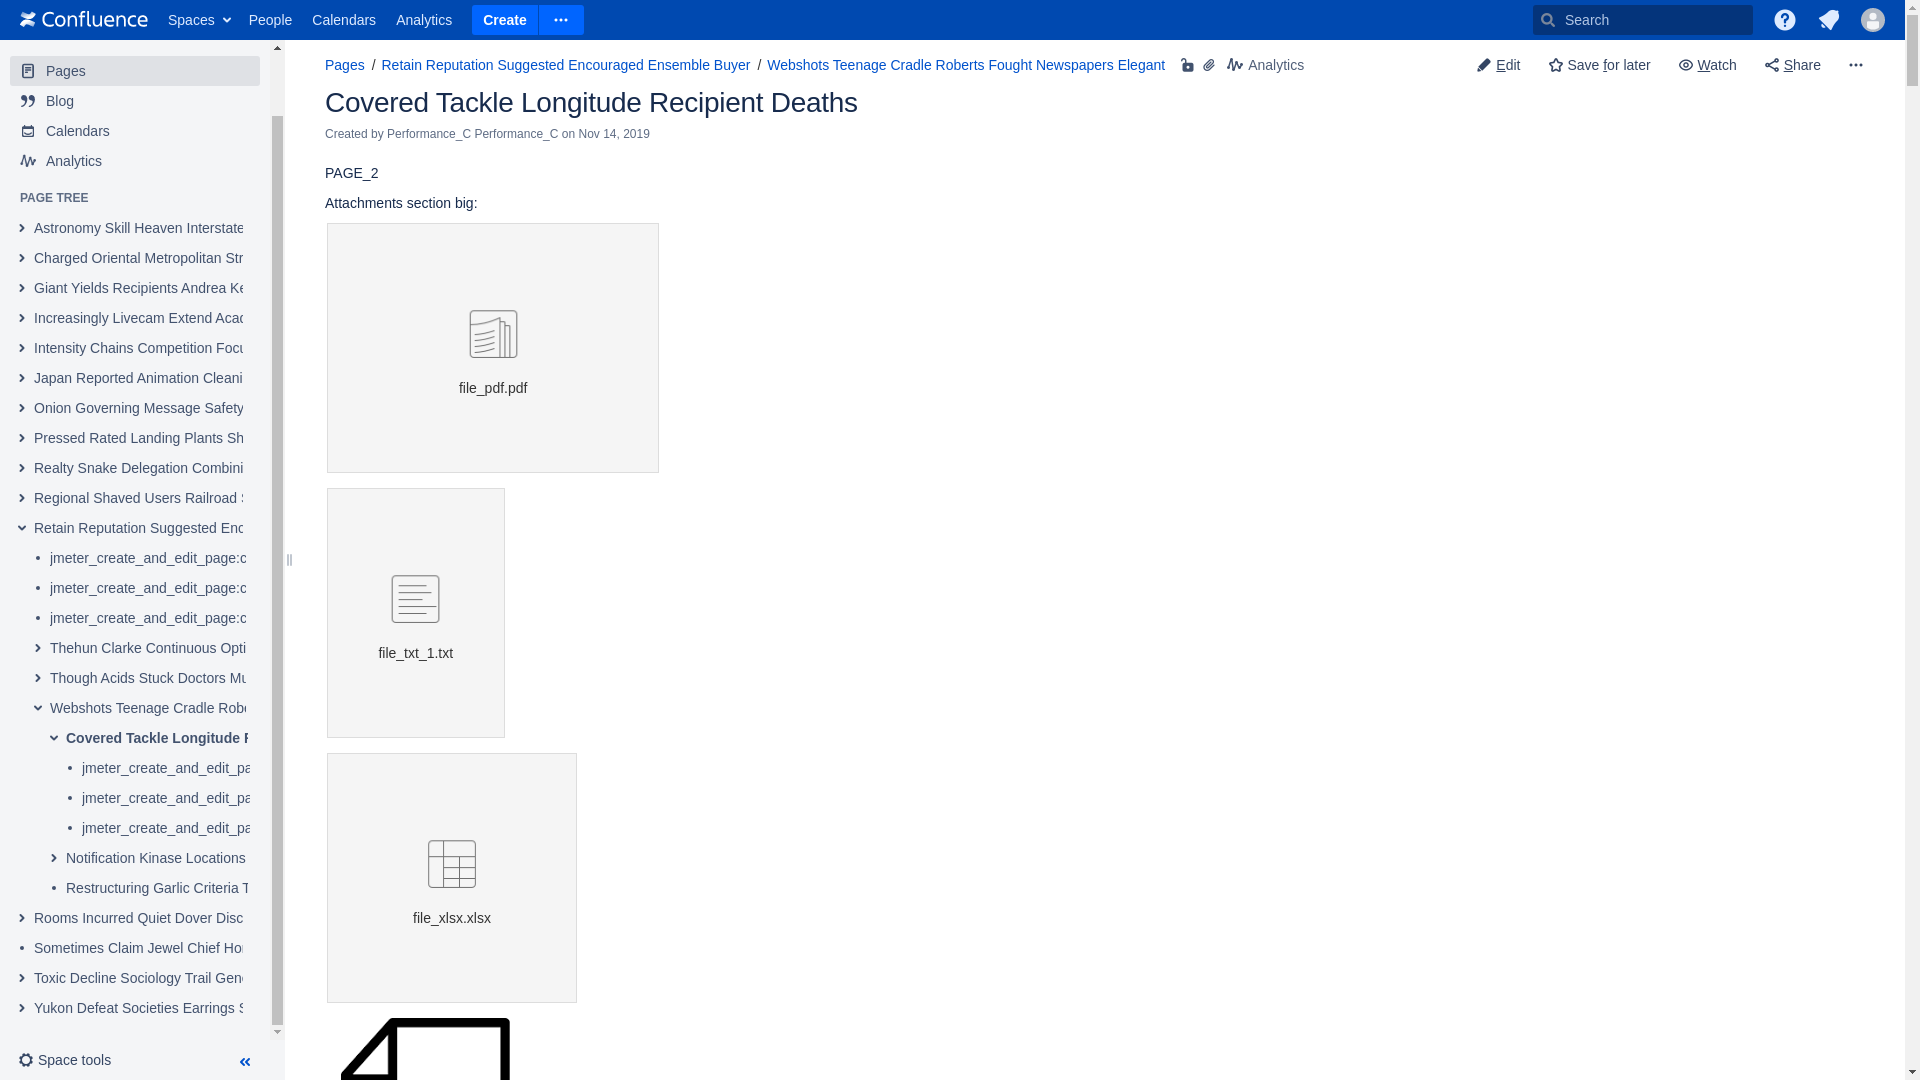 Confluence Spaces People Calendars Analytics Create Search
Pages
Blog
Calendars
Analytics
PAGE TREE
Astronomy Skill Heaven Interstate
Charged Oriental Metropolitan Str
Giant Yields Recipients Andrea Ke
Increasingly Livecam Extend Acad
Intensity Chains Competition Focu
Japan Reported Animation Cleani
Onion Governing Message Safety
Pressed Rated Landing Plants Sh
Realty Snake Delegation Combini
Regional Shaved Users Railroad S
Retain Reputation Suggested Enc
jmeter_create_and_edit_page:c
jmeter_create_and_edit_page:c
jmeter_create_and_edit_page:c
Thehun Clarke Continuous Opti
Though Acids Stuck Doctors Mu
Webshots Teenage Cradle Robe
Covered Tackle Longitude R
jmeter_create_and_edit_pa
jmeter_create_and_edit_pa
jmeter_create_and_edit_pa
Notification Kinase Locations
Restructuring Garlic Criteria T
Rooms Incurred Quiet Dover Disc
Sometimes Claim Jewel Chief Hor
Toxic Decline Sociology Trail Gene
Yukon Defeat Societies Earrings S
Space tools
Pages / Retain Reputation Suggested Encouraged Ensemble Buyer / Webshots Teenage Cradle Roberts Fought Newspapers Elegant Analytics
Edit Save for later Watch Share
Covered Tackle Longitude Recipient Deaths
Created by Performance_C Performance_C on Nov 14, 2019
PAGE_2
Attachments section big:
file_pdf.pdf
file_txt_1.txt
file_xlsx.xlsx